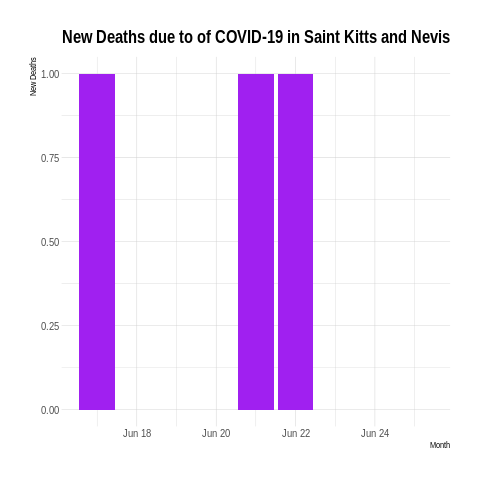 New Deaths due to of COVID-19 in Saint Kitts and Nevis
New Deaths
1.00
0.75
0.50
0.25
0.00
Jun 18 Jun 20 Jun 22 Jun 24
Month